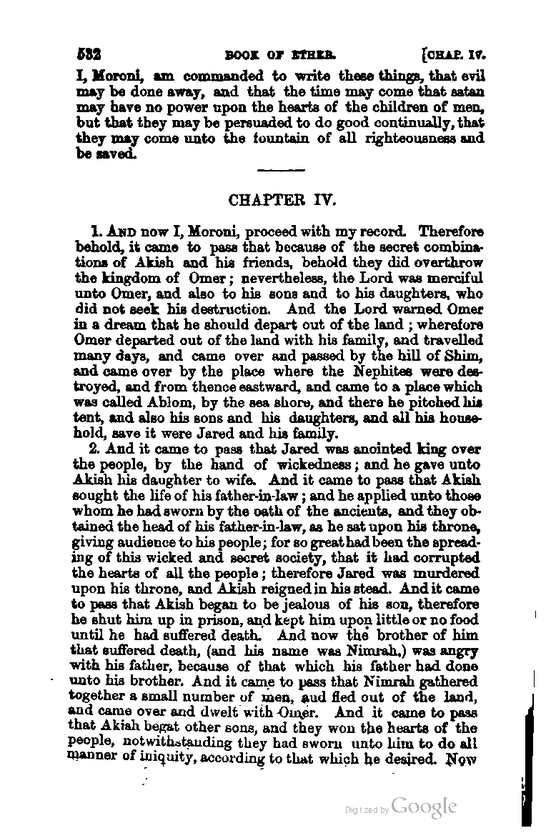 532 BOOK OF ETHER. [CHAP. IV.
I, Moroni, am commanded to write these things, that evil
may be done away, and that the time may come that satan
may have no power upon the hearts of the children of men,
but that they may be persuaded to do good continually, that
they may come unto the fountain of all righteousness and
be saved.
CHAPTER IV.
1. AND now I, Moroni, proceed with my record. Therefore
behold, it came to pass that because of the secret combina-
tions of Akish and his friends, behold they did overthrow
the kingdom of Omer; nevertheless, the Lord was merciful
unto Omer, and also to his sons and to his daughters, who
did not seek his destruction. And the Lord warned Omer
in a dream that he should depart out of the land; wherefore
Omer departed out of the land with his family, and travelled
many days, and came over and passed by the hill of Shim,
and came over by the place where the Nephites were des-
troyed, and from thence eastward, and came to a place which
was called Ablom, by the sea shore, and there he pitched his
tent, and also his sons and his daughters, and all his house-
hold, save it were Jared and his family.
2. And it came to pass that Jared was anointed king over
the people, by the hand of wickedness; and he gave unto
Akish his daughter to wife. And it came to pass that Akish
sought the life of his father-in-law; and he applied unto those
whom he had sworn by the oath of the ancients, and they ob-
tained the head of his father-in-law, as he sat upon his throne,
giving audience to his people; for so great had been the spread-
ing of this wicked and secret society, that it had corrupted
the hearts of all the people; therefore Jared was murdered
upon his throne, and Akish reigned in his stead. And it came
to pass that Akish began to be jealous of his son, therefore
he shut him up in prison, and kept him upon little or no food
until he had suffered death. And now the brother of him
that suffered death, (and his name was Nimrah,) was angry
with his father, because of that which his father had done
unto his brother. And it came to pass that Nimrah gathered
together a small number of men, and fled out of the land,
and came over and dwelt with Omer. And it came to pass
that Akish begat other sons, and they won the hearts of the
people, notwithstanding they had sworn unto him to do all
manner of iniquity, according to that which he desired. Now
Digitized by Google